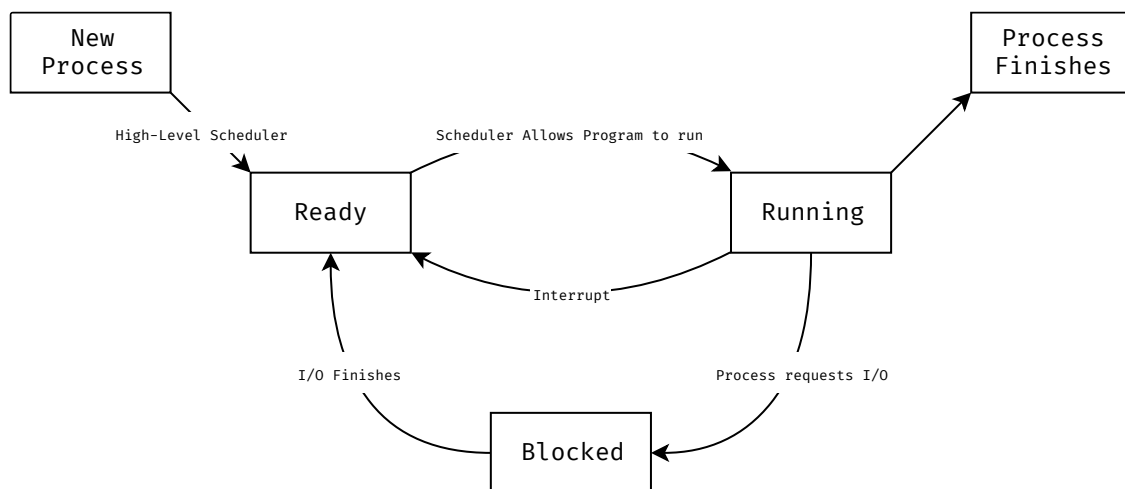 New
Process
Process
Finishes
High-Level Scheduler
Scheduler Allows Program to run
Ready
Running
Interrupt
I/O Finishes
Process requests I/O
Blocked